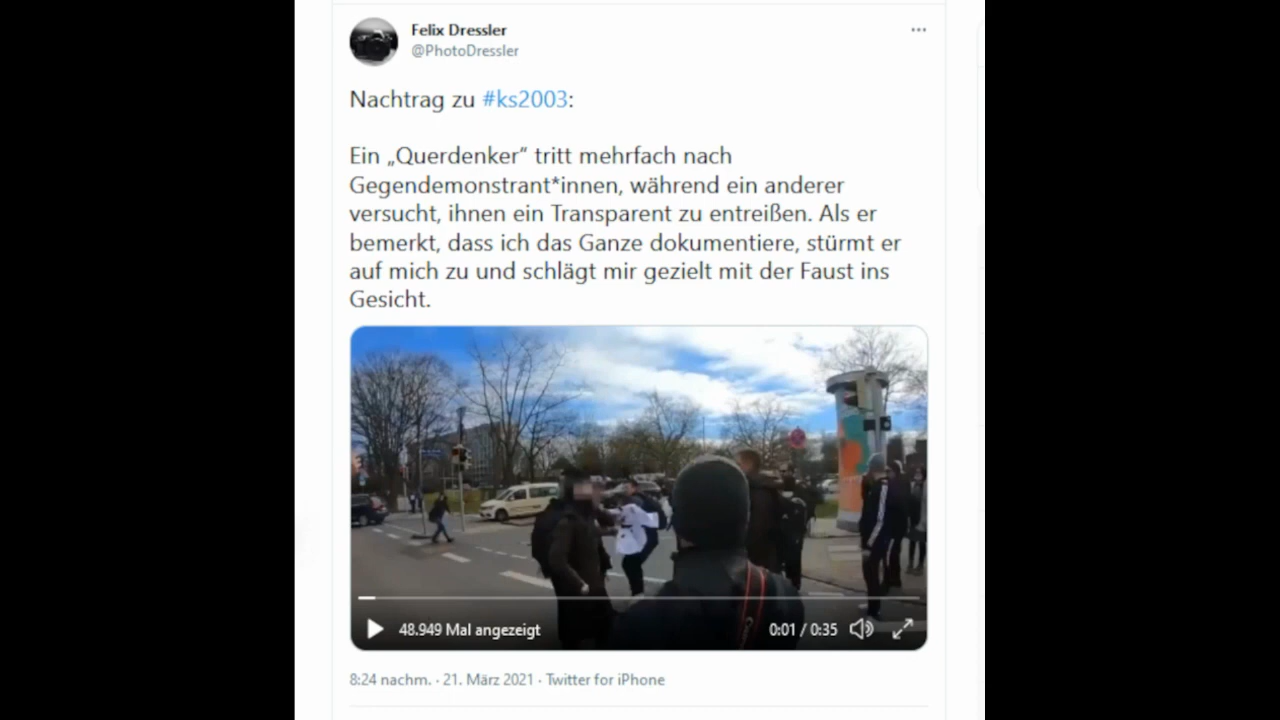 Felix Dressler
@PhotoDressler
Nachtrag zu #ks2003:
Ein „Querdenker“ tritt mehrfach nach
Gegendemonstrant*innen, während ein anderer
versucht, ihnen ein Transparent zu entreißen. Als er
bemerkt, dass ich das Ganze dokumentiere, stürmt er
auf mich zu und schlägt mir gezielt mit der Faust ins
Gesicht.
48.949 Mal angezeigt
0:01 / 0:35
8:24 nachm. · 21. März 2021 · Twitter for iPhone